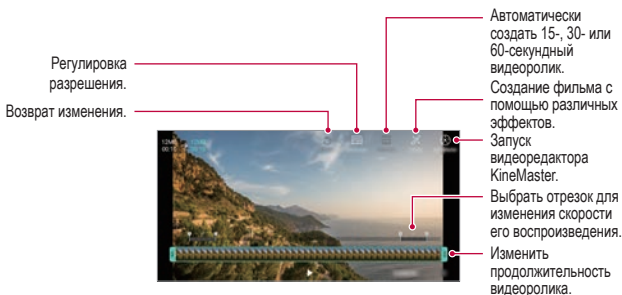 Регулировка
разрешения.
Возврат изменения.
Автоматически
создать 15-, 30- или
60-секундный
видеоролик.
Создание фильма с
помощью различных
эффектов.
Запуск
видеоредактора
KineMaster.
Выбрать отрезок для
изменения скорости
его воспроизведения.
Изменить
продолжительность
видеоролика.